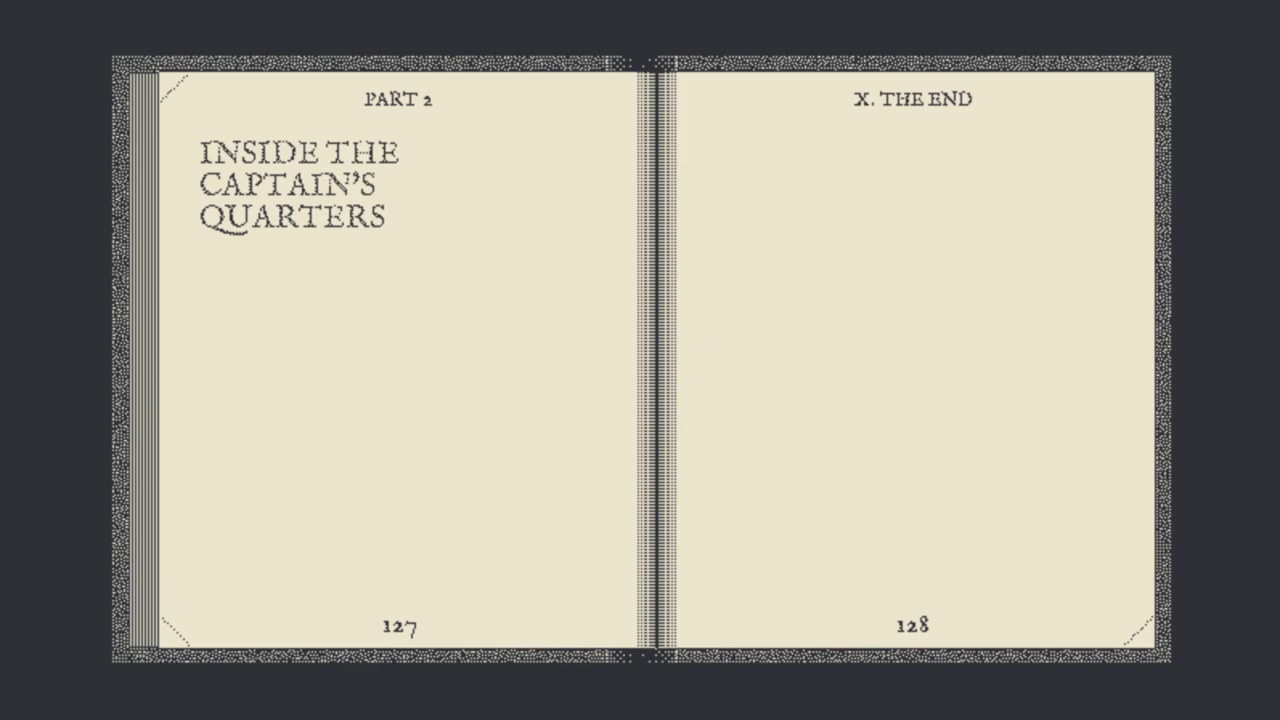 PART 2
INSIDE THE
CAPTAIN'S
QUARTERS
127
X. THE END
128